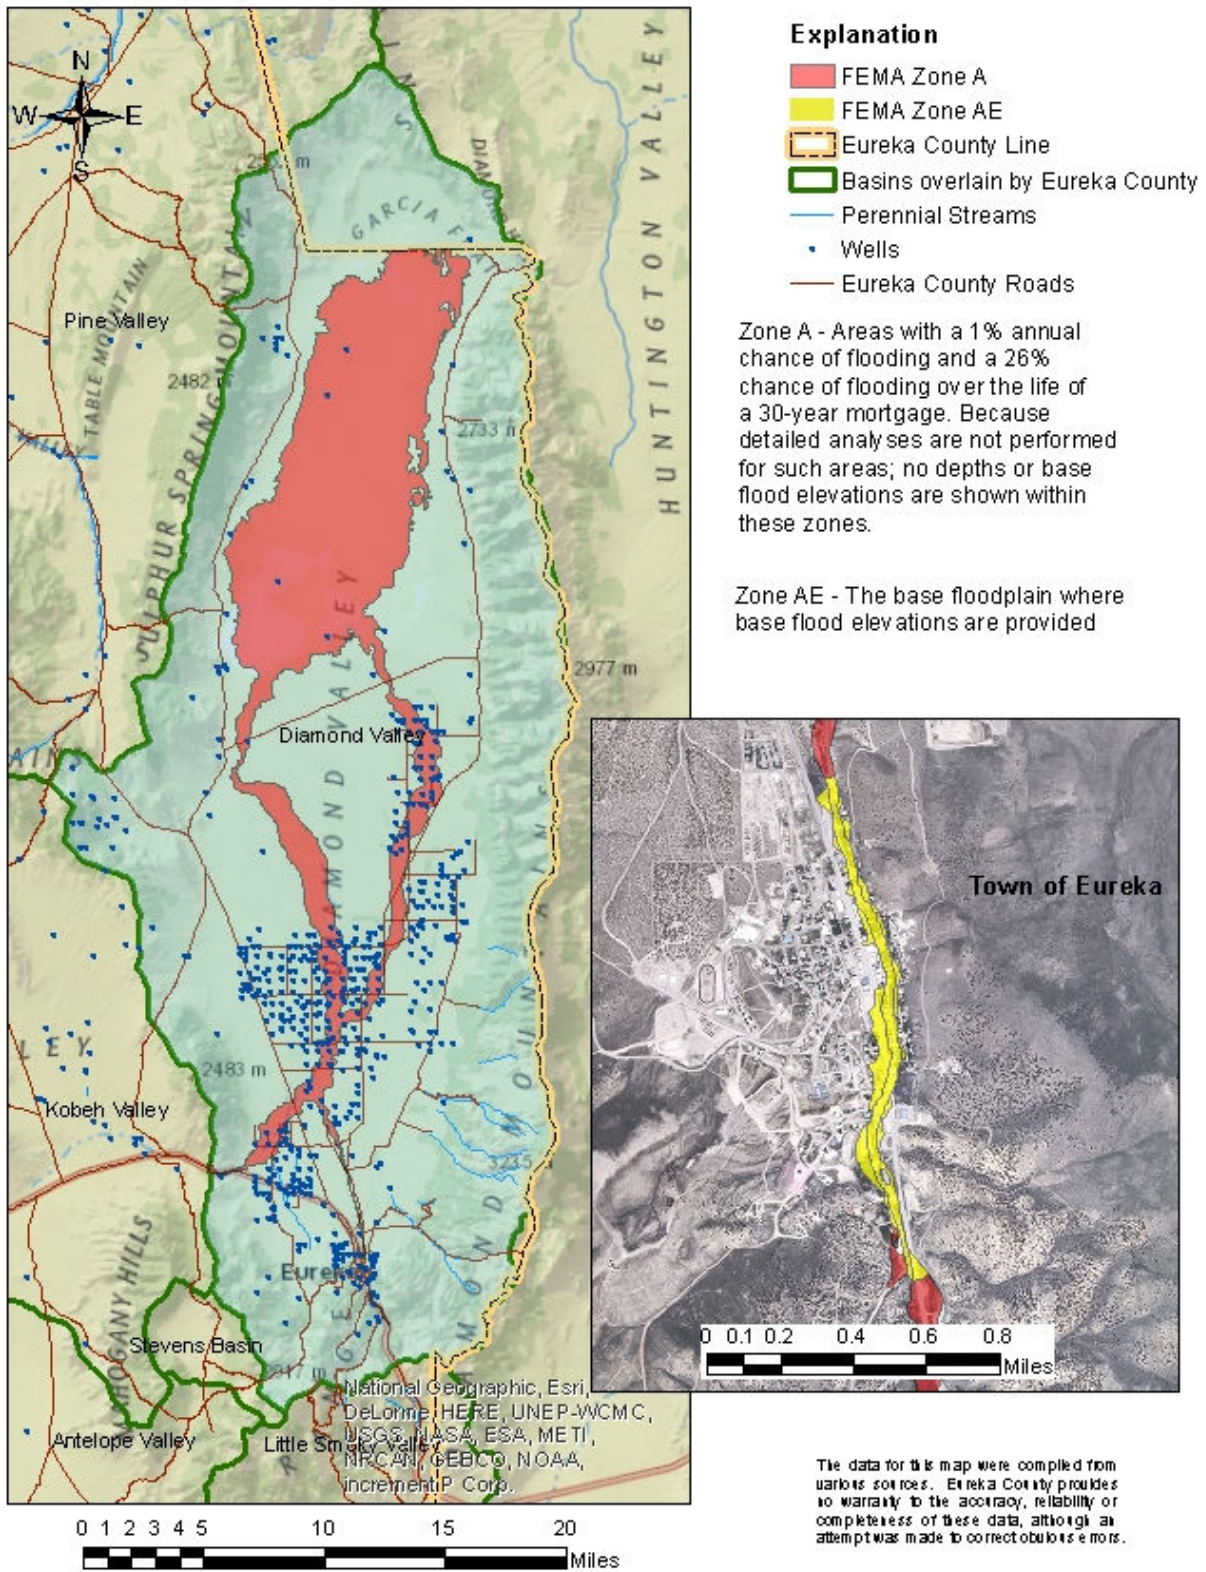 Explanation
FEMA Zone A
FEMA Zone AE
Eureka County Line
Basins overlain by Eureka County
Perennial Streams
Wells
Eureka County Roads
Zone A - Areas with a 1% annual
chance of flooding and a 26%
chance of flooding over the life of
a 30-year mortgage. Because
detailed analyses are not performed
for such areas; no depths or base
flood elevations are shown within
these zones.
Zone AE - The base floodplain where
base flood elevations are provided
N
W
E
S
HUNTINGTON VALLEY
GARCIA
Pine Valley
TABLE MOUNTAIN
SULPHUR SPRING MOUNTAIN
2482
2733 m
2977 m
VALLEY
Diamond Valley
DIAMOND VALLEY
2483 m
Kobeh Valley
3235
DIAMOND MOUNTAINS
Eureka
MAHOGANY HILLS
Stevens Basin
Antelope Valley
Little Smoky Valley
National Geographic, Esri,
DeLorme, HERE, UNEP-WCMC,
USGS, NASA, ESA, METI,
NRCAN, GEBCO, NOAA,
increment P Corp.
Town of Eureka
0 0.1 0.2 0.4 0.6 0.8
Miles
0 1 2 3 4 5 10 15 20
Miles
The data for this map were compiled from
various sources. Eureka County provides
no warranty to the accuracy, reliability or
completeness of these data, although an
attempt was made to correct obvious errors.